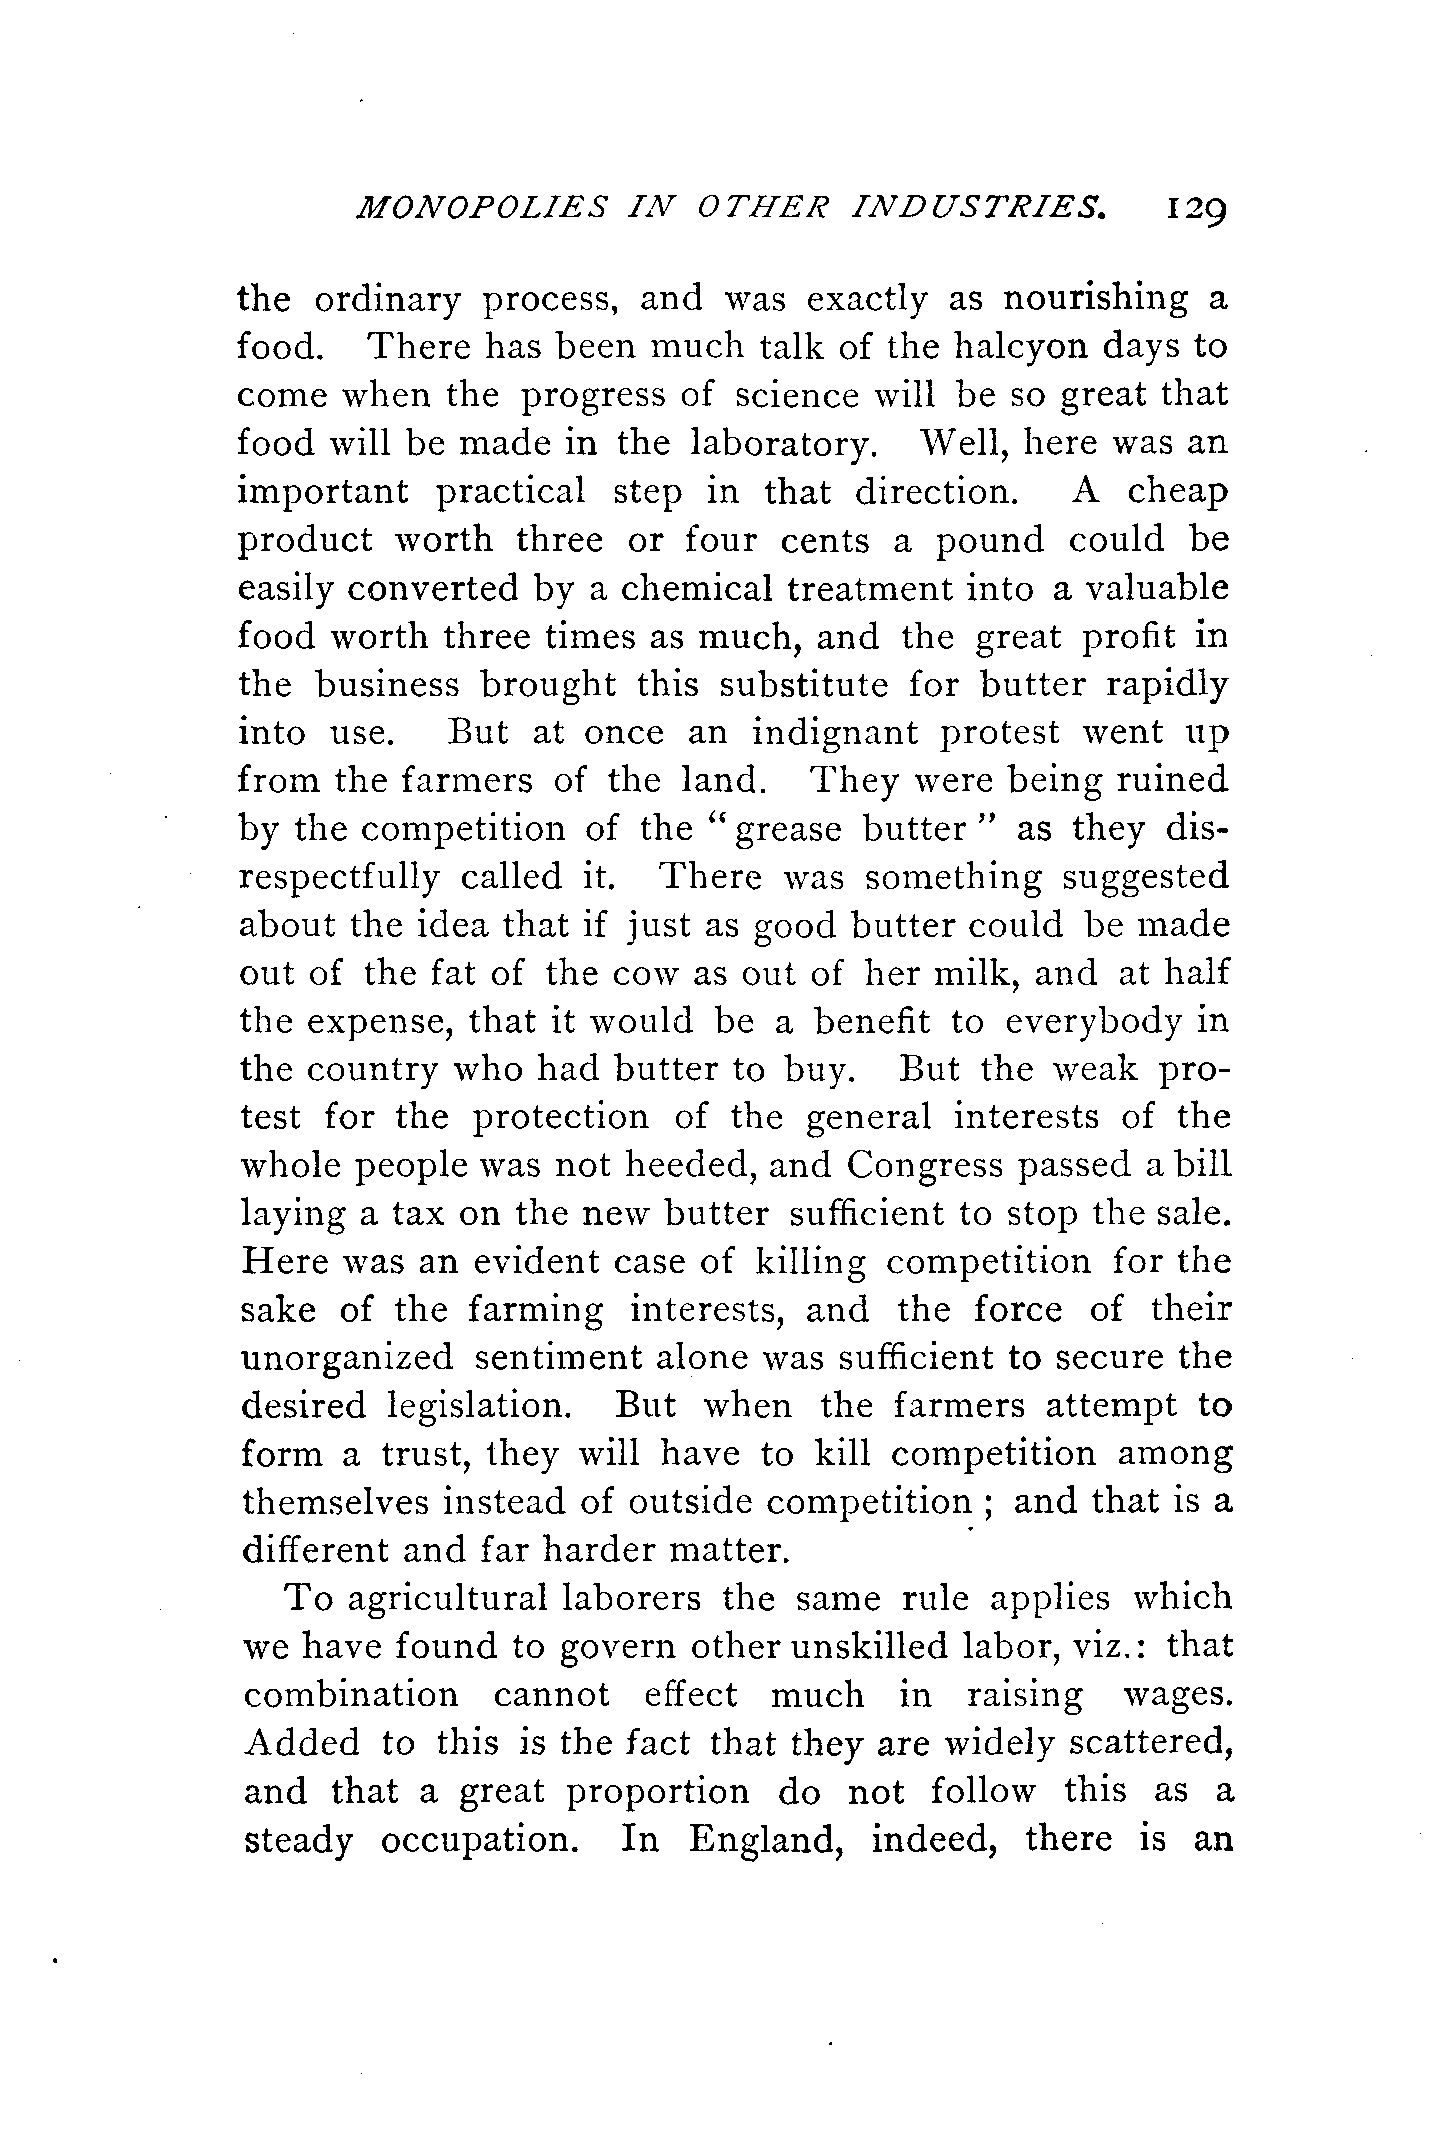 MONOPOLIES IN OTHER INDUSTRIES. 129
the ordinary process, and was exactly as nourishing a
food. There has been much talk of the halcyon days to
come when the progress of science will be so great that
food will be made in the laboratory. Well, here was an
important practical step in that direction. A cheap
product worth three or four cents a pound could be
easily converted by a chemical treatment into a valuable
food worth three times as much, and the great profit in
the business brought this substitute for butter rapidly
into use. But at once an indignant protest went up
from the farmers of the land. They were being ruined
by the competition of the “grease butter” as they dis-
respectfully called it. There was something suggested
about the idea that if just as good butter could be made
out of the fat of the cow as out of her milk, and at half
the expense, that it would be a benefit to everybody in
the country who had butter to buy. But the weak pro-
test for the protection of the general interests of the
whole people was not heeded, and Congress passed a bill
laying a tax on the new butter sufficient to stop the sale.
Here was an evident case of killing competition for the
sake of the farming interests, and the force of their
unorganized sentiment alone was sufficient to secure the
desired legislation. But when the farmers attempt to
form a trust, they will have to kill competition among
themselves instead of outside competition ; and that is a
different and far harder matter.
To agricultural laborers the same rule applies which
we have found to govern other unskilled labor, viz.: that
combination cannot effect much in raising wages.
Added to this is the fact that they are widely scattered,
and that a great proportion do not follow this as a
steady occupation. In England, indeed, there is an